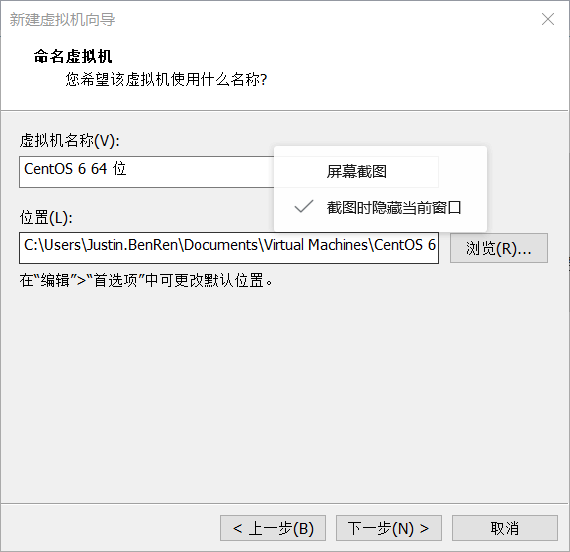 新建虚拟机向导
命名虚拟机
您希望该虚拟机使用什么名称?
虚拟机名称(V):
CentOS 6 64 位
屏幕截图
截图时隐藏当前窗口
位置(L):
C:\Users\Justin.BenRen\Documents\Virtual Machines\CentOS 6
浏览(R)...
在“编辑”>“首选项”中可更改默认位置。
< 上一步(B)
下一步(N) >
取消